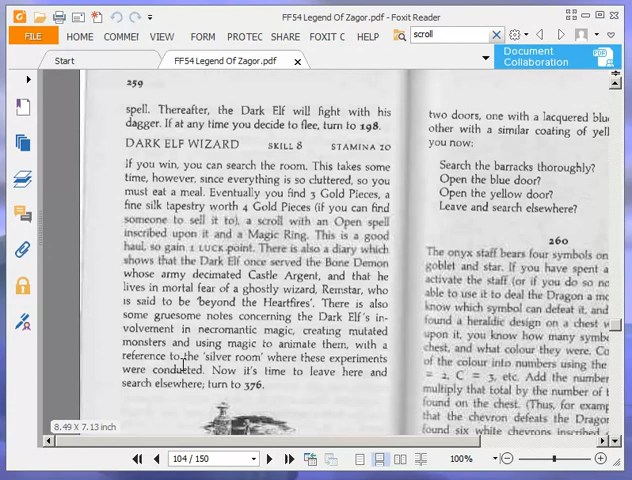 FF54 Legend Of Zagor.pdf - Foxit Reader
FILE HOME COMMEI VIEW FORM PROTEC SHARE FOXIT C HELP
scroll
Start
FF54 Legend Of Zagor.pdf
Document
Collaboration
259
spell. Thereafter, the Dark Elf will fight with his
dagger. If at any time you decide to flee, turn to 198.
DARK ELF WIZARD SKILL 8 STAMINA 10
If you win, you can search the room. This takes some
time, however, since everything is so cluttered, so you
must eat a meal. Eventually you find 3 Gold Pieces, a
fine silk tapestry worth 4 Gold Pieces (if you can find
someone to sell it to), a scroll with an Open spell
inscribed upon it and a Magic Ring. This is a good
haul, so gain 1 LUCK point. There is also a diary which
shows that the Dark Elf once served the Bone Demon
whose army decimated Castle Argent, and that he
lives in mortal fear of a ghostly wizard, Remstar, who
is said to be 'beyond the Heartfires'. There is also
some gruesome notes concerning the Dark Elf's in-
volvement in necromantic magic, creating mutated
monsters and using magic to animate them, with a
reference to the 'silver room' where these experiments
were conducted. Now it's time to leave here and
search elsewhere; turn to 376.
two doors, one with a lacquered blue
other with a similar coating of yell
you now:
Search the barracks thoroughly?
Open the blue door?
Open the yellow door?
Leave and search elsewhere?
260
The onyx staff bears four symbols on
goblet and star. If you have spent a
activate the staff (or if you do so no
able to use it to deal the Dragon a mo
know which symbol can defeat it, and
found a heraldic design on a chest w
upon it, you know how many symbo
chest, and what colour they were. Co
of the colour into numbers using the
= 2, C = 3, etc. Add the number
multiply that total by the number of t
found on the chest. (Thus, for examp
that the chevron defeats the Dragon
found six white chevrons inscribed
8.49 X 7.13 inch
104 / 150
100%